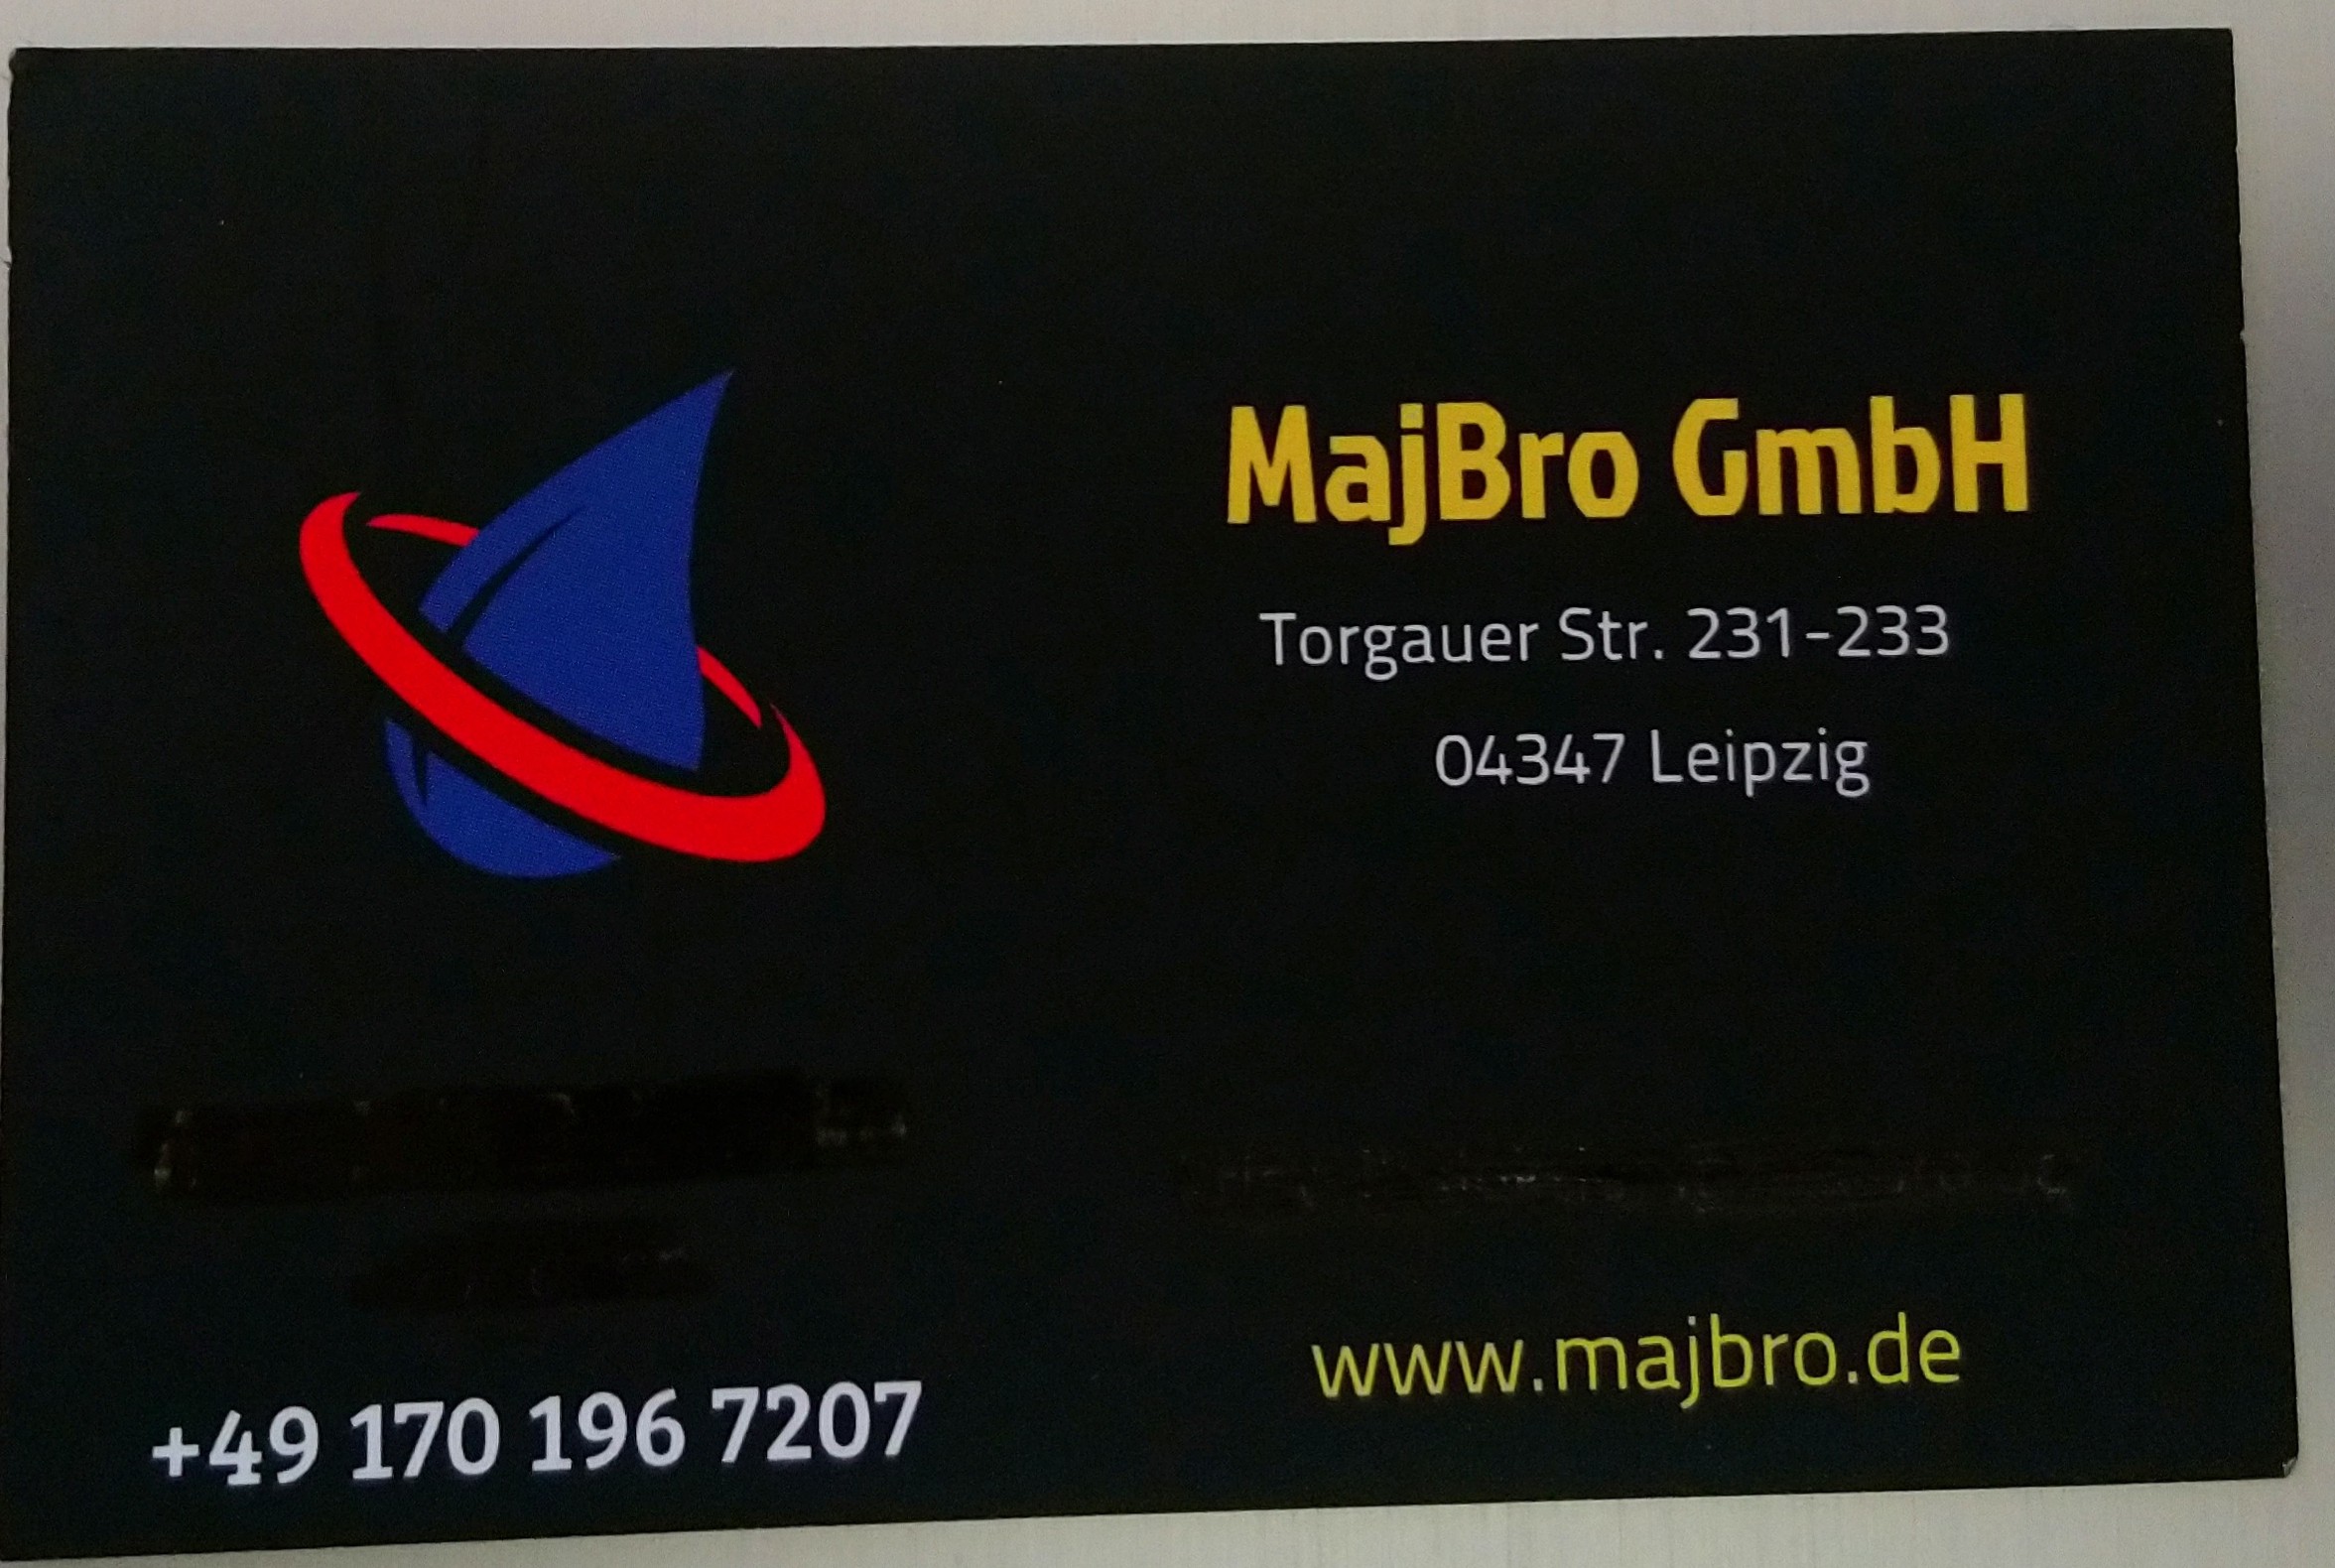 MajBro GmbH
Torgauer Str. 231-233
04347 Leipzig
+49 170 196 7207
www.majbro.de